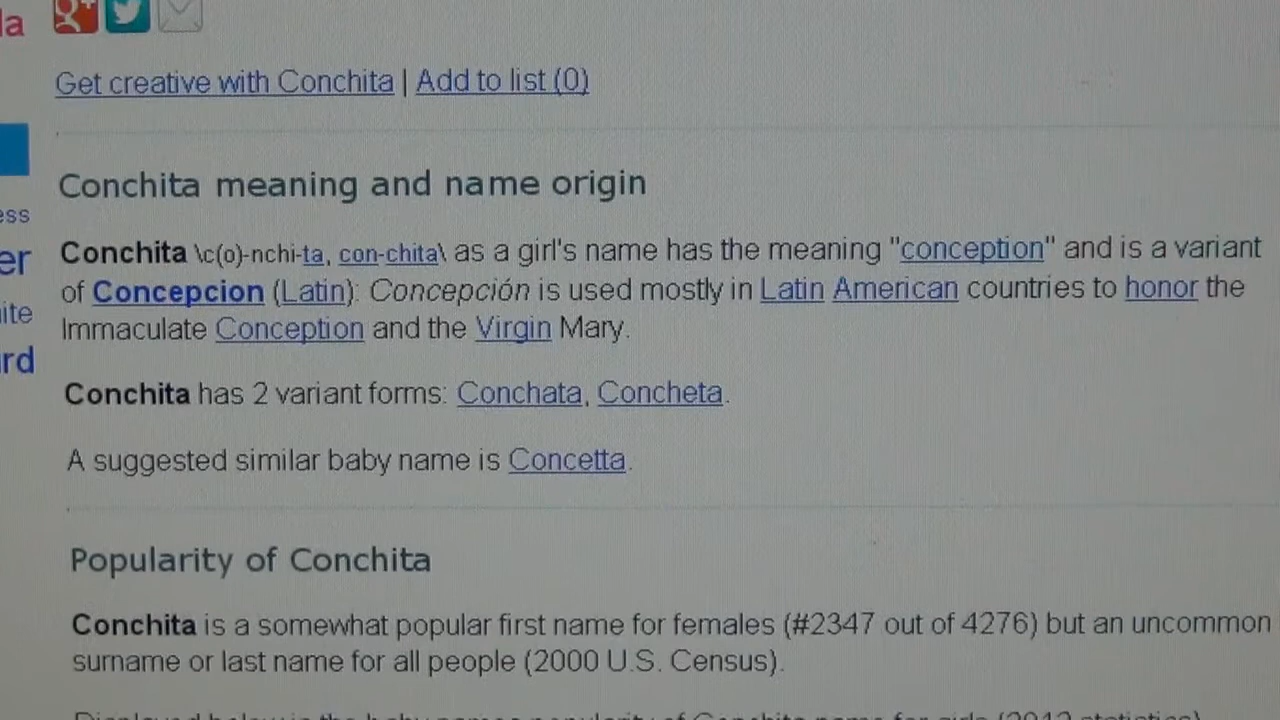 la
g+
Get creative with Conchita | Add to list (0)
Conchita meaning and name origin
ess
Conchita \c(o)-nchi-ta, con-chita\ as a girl's name has the meaning "conception" and is a variant
er
of Concepcion (Latin): Concepción is used mostly in Latin American countries to honor the
ite
Immaculate Conception and the Virgin Mary.
rd
Conchita has 2 variant forms: Conchata, Concheta.
A suggested similar baby name is Concetta.
Popularity of Conchita
Conchita is a somewhat popular first name for females (#2347 out of 4276) but an uncommon
surname or last name for all people (2000 U.S. Census).